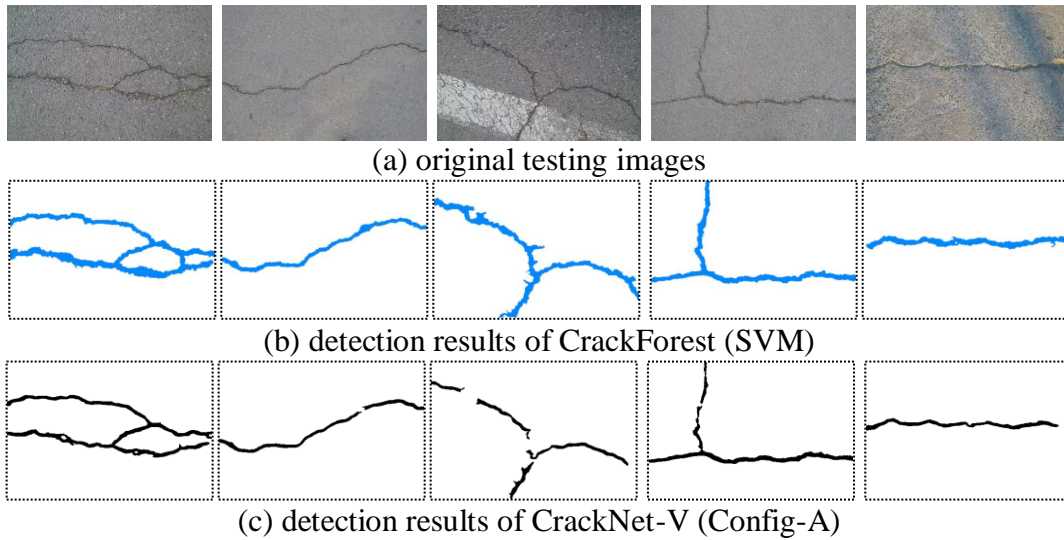 (a) original testing images
(b) detection results of CrackForest (SVM)
(c) detection results of CrackNet-V (Config-A)